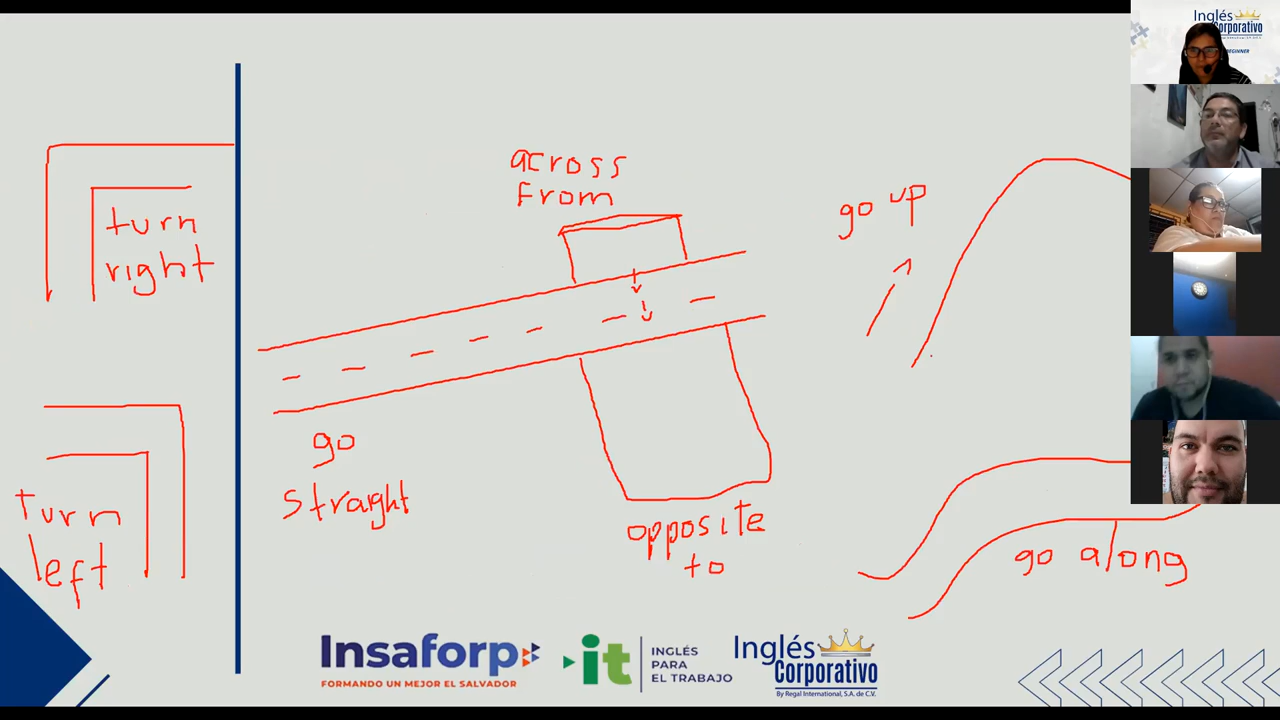 turn
right
turn
left
across
from
go
straight
opposite
to
go up
go along
Insaforp
FORMANDO UN MEJOR EL SALVADOR
it
INGLÉS
PARA
EL TRABAJO
Inglés
Corporativo
By Regal International, S.A. de C.V.
Inglés
Corporativo
BEGINNER